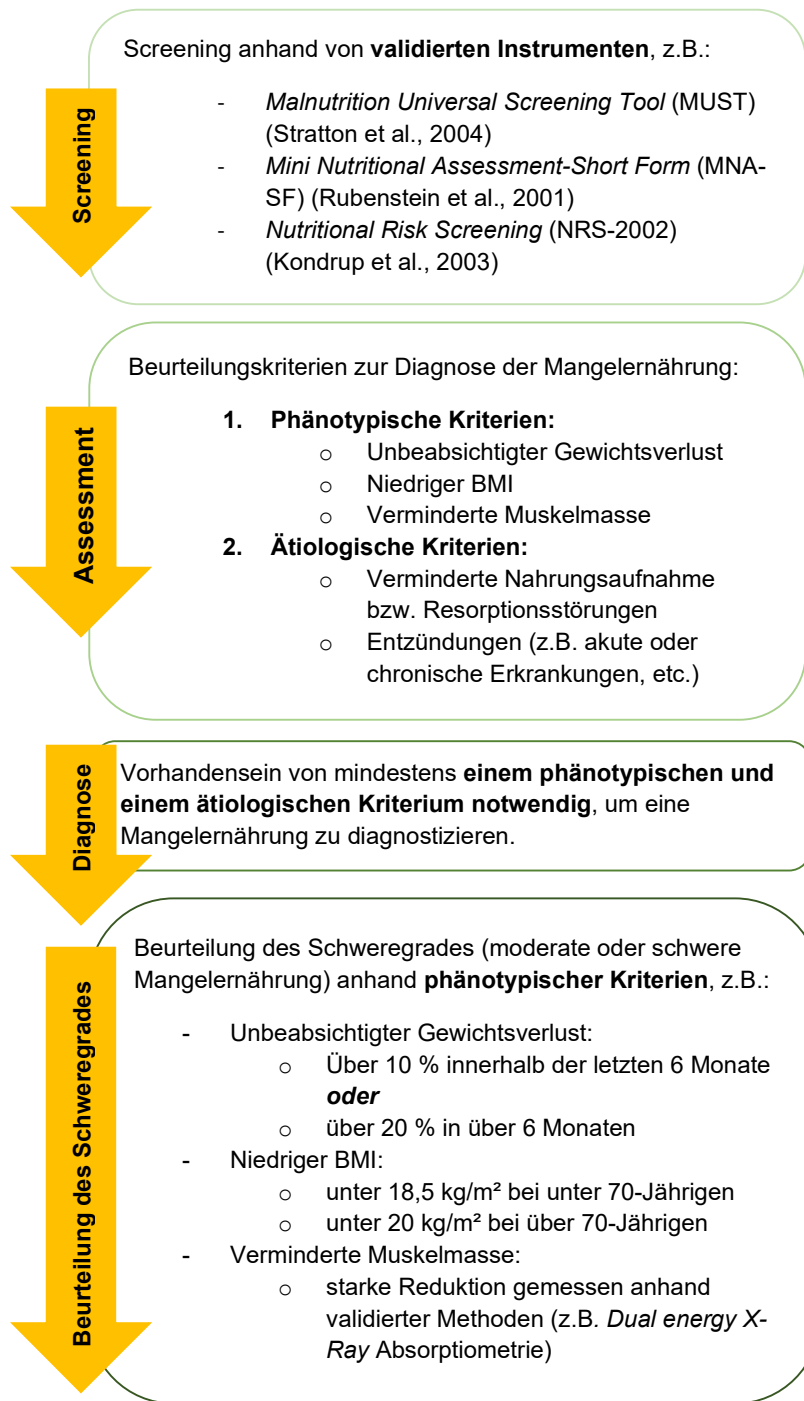 Screening
Screening anhand von validierten Instrumenten, z.B.:
- Malnutrition Universal Screening Tool (MUST)
(Stratton et al., 2004)
- Mini Nutritional Assessment-Short Form (MNA-
SF) (Rubenstein et al., 2001)
- Nutritional Risk Screening (NRS-2002)
(Kondrup et al., 2003)
Assessment
Beurteilungskriterien zur Diagnose der Mangelernährung:
1. Phänotypische Kriterien:
o Unbeabsichtigter Gewichtsverlust
o Niedriger BMI
o Verminderte Muskelmasse
2. Ätiologische Kriterien:
o Verminderte Nahrungsaufnahme
bzw. Resorptionsstörungen
o Entzündungen (z.B. akute oder
chronische Erkrankungen, etc.)
Diagnose
Vorhandensein von mindestens einem phänotypischen und
einem ätiologischen Kriterium notwendig, um eine
Mangelernährung zu diagnostizieren.
Beurteilung des Schweregrades
Beurteilung des Schweregrades (moderate oder schwere
Mangelernährung) anhand phänotypischer Kriterien, z.B.:
- Unbeabsichtigter Gewichtsverlust:
o Über 10 % innerhalb der letzten 6 Monate
oder
o über 20 % in über 6 Monaten
- Niedriger BMI:
o unter 18,5 kg/m² bei unter 70-Jährigen
o unter 20 kg/m² bei über 70-Jährigen
- Verminderte Muskelmasse:
o starke Reduktion gemessen anhand
validierter Methoden (z.B. Dual energy X-
Ray Absorptiometrie)